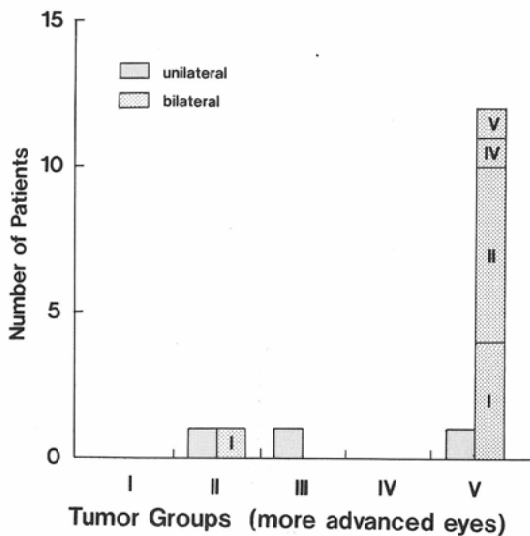 15
unilateral
bilateral
V
IV
10
II
Number of Patients
5
I
I
0
I II III IV V
Tumor Groups (more advanced eyes)